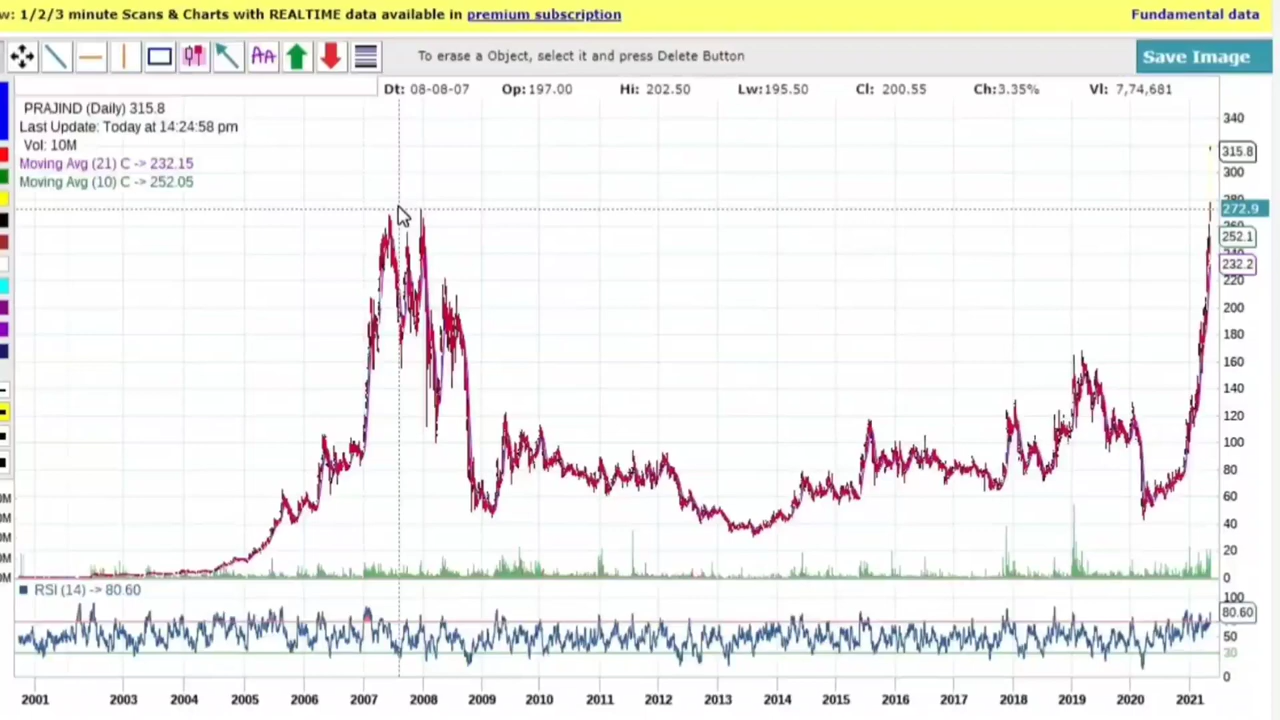 w: 1/2/3 minute Scans & Charts with REALTIME data available in premium subscription Fundamental data
AA To erase a Object, select it and press Delete Button Save Image
Dt: 08-08-07 Op:197.00 Hi: 202.50 Lw:195.50 Cl: 200.55 Ch:3.35% Vl: 7,74,681
PRAJIND (Daily) 315.8
Last Update: Today at 14:24:58 pm
Vol: 10M
Moving Avg (21) C -> 232.15
Moving Avg (10) C -> 252.05
340
315.8
300
280
272.9
260
252.1
240
232.2
220
200
180
160
140
120
100
80
60
40
20
0
M
M
M
M
0M
RSI (14) -> 80.60
100
80.60
50
30
0
2001 2003 2004 2005 2006 2007 2008 2009 2010 2011 2012 2013 2014 2015 2016 2017 2018 2019 2020 2021